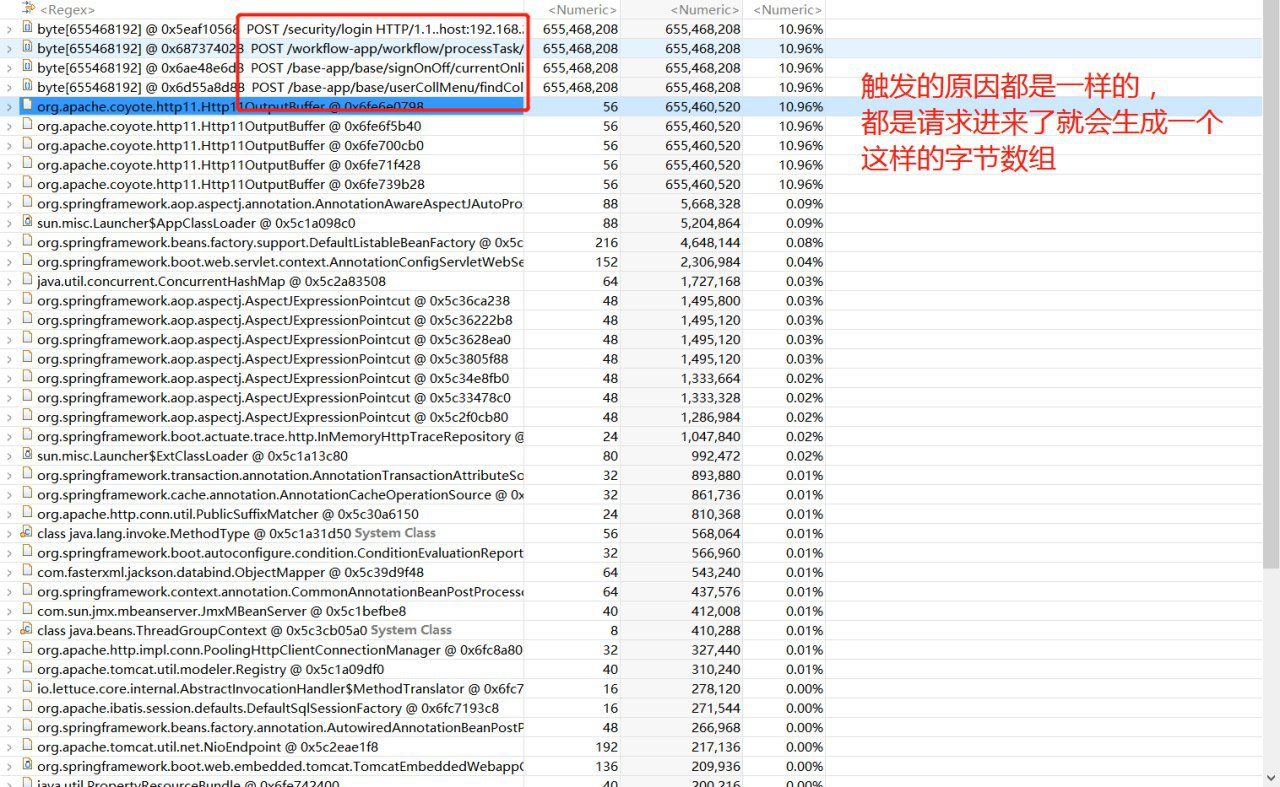 <Regex> <Numeric> <Numeric> <Numeric>
byte[655468192] @ 0x5eaf10568 POST /security/login HTTP/1.1..host:192.168. 655,468,208 655,468,208 10.96%
byte[655468192] @ 0x687374028 POST /workflow-app/workflow/processTask/ 655,468,208 655,468,208 10.96%
byte[655468192] @ 0x6ae48e6d8 POST /base-app/base/signOnOff/currentOnli 655,468,208 655,468,208 10.96%
byte[655468192] @ 0x6d55a8d88 POST /base-app/base/userCollMenu/findCol 655,468,208 655,468,208 10.96%
org.apache.coyote.http11.Http11OutputBuffer @ 0x6fe6e0798 56 655,460,520 10.96%
org.apache.coyote.http11.Http11OutputBuffer @ 0x6fe6f5b40 56 655,460,520 10.96%
org.apache.coyote.http11.Http11OutputBuffer @ 0x6fe700cb0 56 655,460,520 10.96%
org.apache.coyote.http11.Http11OutputBuffer @ 0x6fe71f428 56 655,460,520 10.96%
org.apache.coyote.http11.Http11OutputBuffer @ 0x6fe739b28 56 655,460,520 10.96%
org.springframework.aop.aspectj.annotation.AnnotationAwareAspectJAutoPro 88 5,668,328 0.09%
sun.misc.Launcher$AppClassLoader @ 0x5c1a098c0 88 5,204,864 0.09%
org.springframework.beans.factory.support.DefaultListableBeanFactory @ 0x5c 216 4,648,144 0.08%
org.springframework.boot.web.servlet.context.AnnotationConfigServletWebSe 152 2,306,984 0.04%
java.util.concurrent.ConcurrentHashMap @ 0x5c2a83508 64 1,727,168 0.03%
org.springframework.aop.aspectj.AspectJExpressionPointcut @ 0x5c36ca238 48 1,495,800 0.03%
org.springframework.aop.aspectj.AspectJExpressionPointcut @ 0x5c36222b8 48 1,495,120 0.03%
org.springframework.aop.aspectj.AspectJExpressionPointcut @ 0x5c3628ea0 48 1,495,120 0.03%
org.springframework.aop.aspectj.AspectJExpressionPointcut @ 0x5c3805f88 48 1,495,120 0.03%
org.springframework.aop.aspectj.AspectJExpressionPointcut @ 0x5c34e8fb0 48 1,333,664 0.02%
org.springframework.aop.aspectj.AspectJExpressionPointcut @ 0x5c33478c0 48 1,333,328 0.02%
org.springframework.aop.aspectj.AspectJExpressionPointcut @ 0x5c2f0cb80 48 1,286,984 0.02%
org.springframework.boot.actuate.trace.http.InMemoryHttpTraceRepository @ 24 1,047,840 0.02%
sun.misc.Launcher$ExtClassLoader @ 0x5c1a13c80 80 992,472 0.02%
org.springframework.transaction.annotation.AnnotationTransactionAttributeSo 32 893,880 0.01%
org.springframework.cache.annotation.AnnotationCacheOperationSource @ 0x 32 861,736 0.01%
org.apache.http.conn.util.PublicSuffixMatcher @ 0x5c30a6150 24 810,368 0.01%
class java.lang.invoke.MethodType @ 0x5c1a31d50 System Class 56 568,064 0.01%
org.springframework.boot.autoconfigure.condition.ConditionEvaluationReport 32 566,960 0.01%
com.fasterxml.jackson.databind.ObjectMapper @ 0x5c39d9f48 64 543,240 0.01%
org.springframework.context.annotation.CommonAnnotationBeanPostProcesse 64 437,576 0.01%
com.sun.jmx.mbeanserver.JmxMBeanServer @ 0x5c1befbe8 40 412,008 0.01%
class java.beans.ThreadGroupContext @ 0x5c3cb05a0 System Class 8 410,288 0.01%
org.apache.http.impl.conn.PoolingHttpClientConnectionManager @ 0x6fc8a80 32 327,440 0.01%
org.apache.tomcat.util.modeler.Registry @ 0x5c1a09df0 40 310,240 0.01%
io.lettuce.core.internal.AbstractInvocationHandler$MethodTranslator @ 0x6fc7 16 278,120 0.00%
org.apache.ibatis.session.defaults.DefaultSqlSessionFactory @ 0x6fc7193c8 16 271,544 0.00%
org.springframework.beans.factory.annotation.AutowiredAnnotationBeanPostP 48 266,968 0.00%
org.apache.tomcat.util.net.NioEndpoint @ 0x5c2eae1f8 192 217,136 0.00%
org.springframework.boot.web.embedded.tomcat.TomcatEmbeddedWebappC 136 209,936 0.00%
java.util.PropertyResourceBundle @ 0x6fe742400 40 200,216 0.00%
触发的原因都是一样的，
都是请求进来了就会生成一个
这样的字节数组